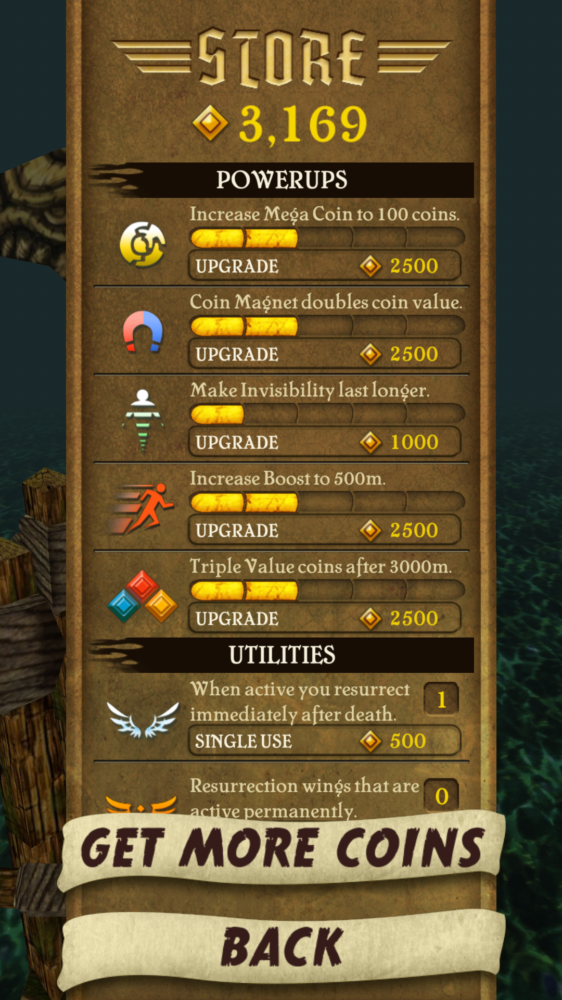 STORE
3,169
POWERUPS
Increase Mega Coin to 100 coins.
UPGRADE 2500
Coin Magnet doubles coin value.
UPGRADE 2500
Make Invisibility last longer.
UPGRADE 1000
Increase Boost to 500m.
UPGRADE 2500
Triple Value coins after 3000m.
UPGRADE 2500
UTILITIES
When active you resurrect
immediately after death.
1
SINGLE USE 500
Resurrection wings that are
active permanently.
0
GET MORE COINS
BACK